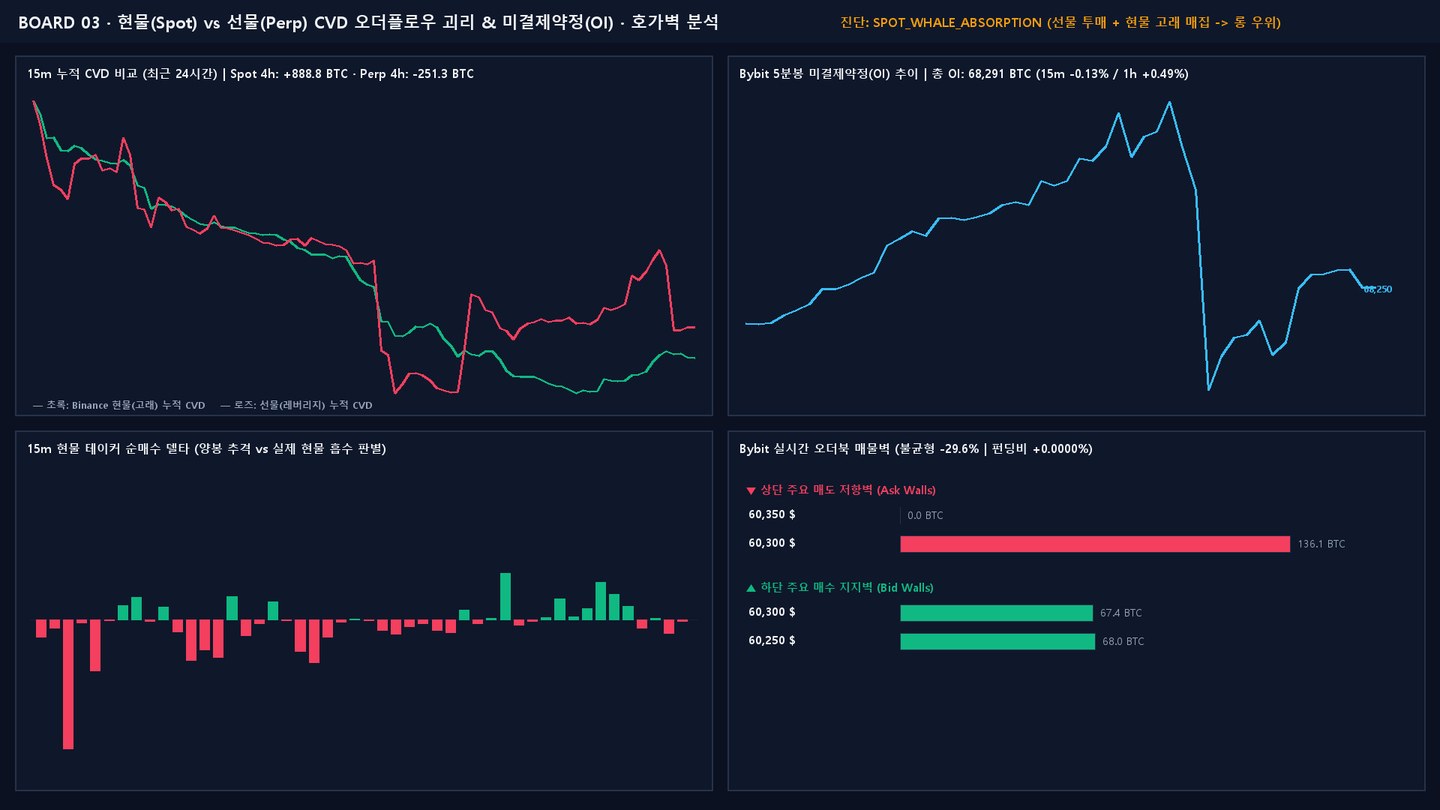 BOARD 03 · 현물(Spot) vs 선물(Perp) CVD 오더플로우 괴리 & 미결제약정(OI) · 호가벽 분석
진단: SPOT_WHALE_ABSORPTION (선물 투매 + 현물 고래 매집 -> 롱 우위)
15m 누적 CVD 비교 (최근 24시간) | Spot 4h: +888.8 BTC · Perp 4h: -251.3 BTC
— 초록: Binance 현물(고래) 누적 CVD — 로즈: 선물(레버리지) 누적 CVD
Bybit 5분봉 미결제약정(OI) 추이 | 총 OI: 68,291 BTC (15m -0.13% / 1h +0.49%)
68,250
15m 현물 테이커 순매수 델타 (양봉 추격 vs 실제 현물 흡수 판별)
Bybit 실시간 오더북 매물벽 (불균형 -29.6% | 펀딩비 +0.0000%)
▼ 상단 주요 매도 저항벽 (Ask Walls)
60,350 $ 0.0 BTC
60,300 $ 136.1 BTC
▲ 하단 주요 매수 지지벽 (Bid Walls)
60,300 $ 67.4 BTC
60,250 $ 68.0 BTC